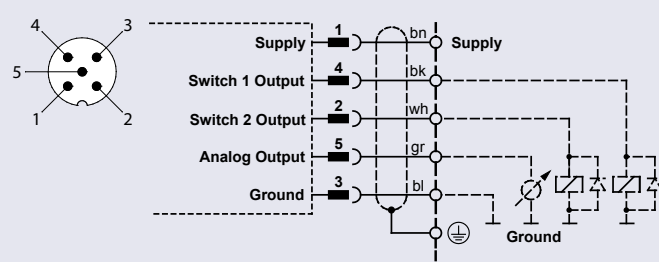 4 3
5
1 2
Supply 1 bn Supply
Switch 1 Output 4 bk
Switch 2 Output 2 wh
Analog Output 5 gr
Ground 3 bl
Ground